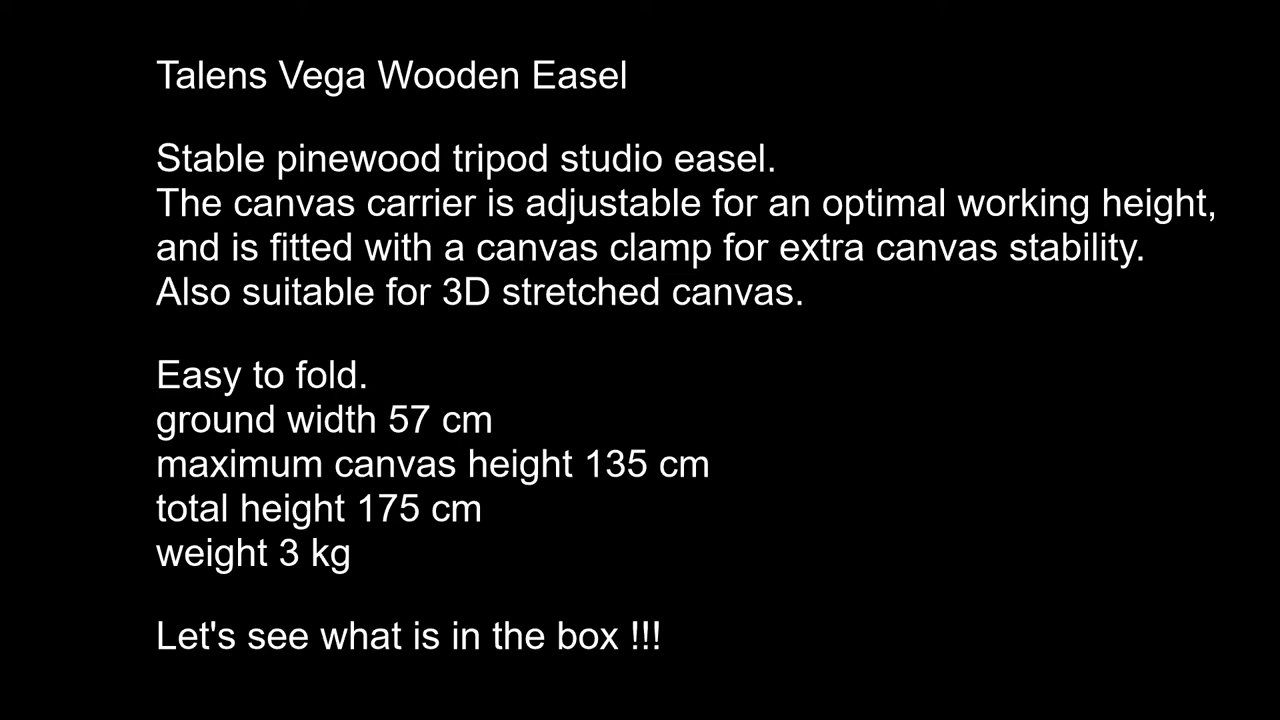 Talens Vega Wooden Easel
Stable pinewood tripod studio easel.
The canvas carrier is adjustable for an optimal working height,
and is fitted with a canvas clamp for extra canvas stability.
Also suitable for 3D stretched canvas.
Easy to fold.
ground width 57 cm
maximum canvas height 135 cm
total height 175 cm
weight 3 kg
Let's see what is in the box !!!